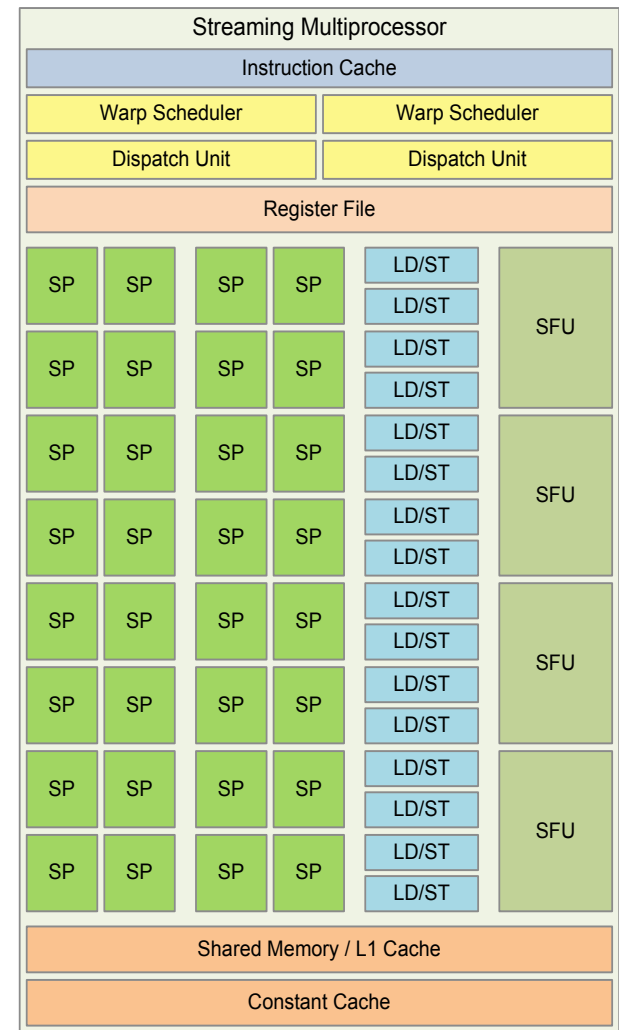 Streaming Multiprocessor
Instruction Cache
Warp Scheduler Warp Scheduler
Dispatch Unit Dispatch Unit
Register File
SP SP SP SP LD/ST LD/ST SFU
SP SP SP SP LD/ST LD/ST
SP SP SP SP LD/ST LD/ST SFU
SP SP SP SP LD/ST LD/ST
SP SP SP SP LD/ST LD/ST SFU
SP SP SP SP LD/ST LD/ST
SP SP SP SP LD/ST LD/ST SFU
SP SP SP SP LD/ST LD/ST
Shared Memory / L1 Cache
Constant Cache